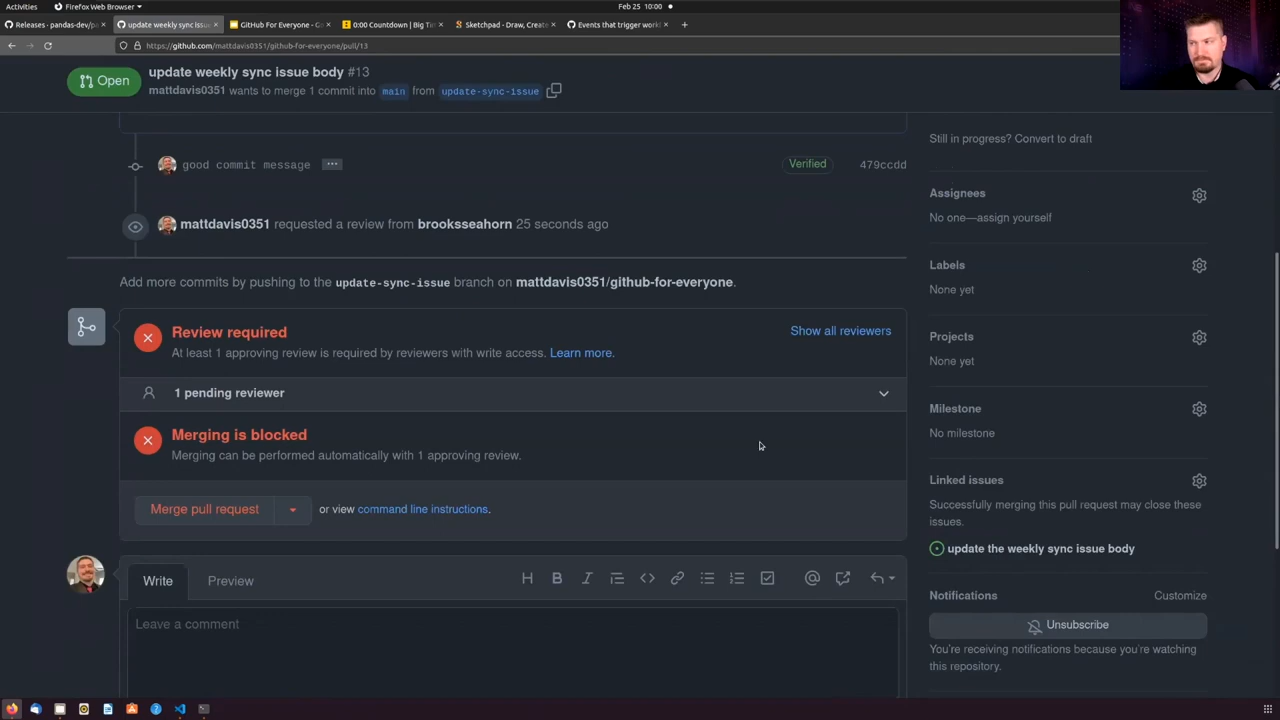 Activities
Firefox Web Browser
Feb 25 10:00
Releases · pandas-dev/pa
update weekly sync issu
GitHub For Everyone - G
0:00 Countdown | Big Ti
Sketchpad - Draw, Creat
Events that trigger work
https://github.com/mattdavis0351/github-for-everyone/pull/13
Open
update weekly sync issue body #13
mattdavis0351 wants to merge 1 commit into main from update-sync-issue
good commit message
Verified
479ccdd
mattdavis0351 requested a review from brooksseahorn 25 seconds ago
Add more commits by pushing to the update-sync-issue branch on mattdavis0351/github-for-everyone.
Review required
Show all reviewers
At least 1 approving review is required by reviewers with write access. Learn more.
1 pending reviewer
Merging is blocked
Merging can be performed automatically with 1 approving review.
Merge pull request
or view command line instructions.
Write
Preview
Leave a comment
Still in progress? Convert to draft
Assignees
No one—assign yourself
Labels
None yet
Projects
None yet
Milestone
No milestone
Linked issues
Successfully merging this pull request may close these
issues.
update the weekly sync issue body
Notifications
Customize
Unsubscribe
You're receiving notifications because you're watching
this repository.